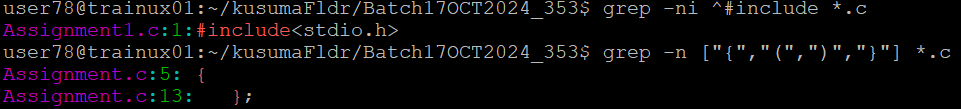 user78@trainux01:~/kusumaFldr/Batch17OCT2024_353$ grep -ni ^#include *.c
Assignment1.c:1:#include<stdio.h>
user78@trainux01:~/kusumaFldr/Batch17OCT2024_353$ grep -n ["{","(",")","}"] *.c
Assignment.c:5: {
Assignment.c:13:   };